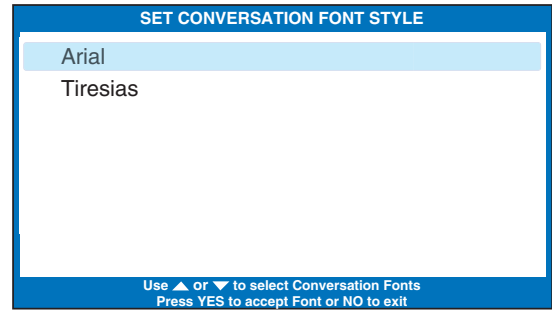 SET CONVERSATION FONT STYLE
Arial
Tiresias
Use ▲ or ▼ to select Conversation Fonts
Press YES to accept Font or NO to exit